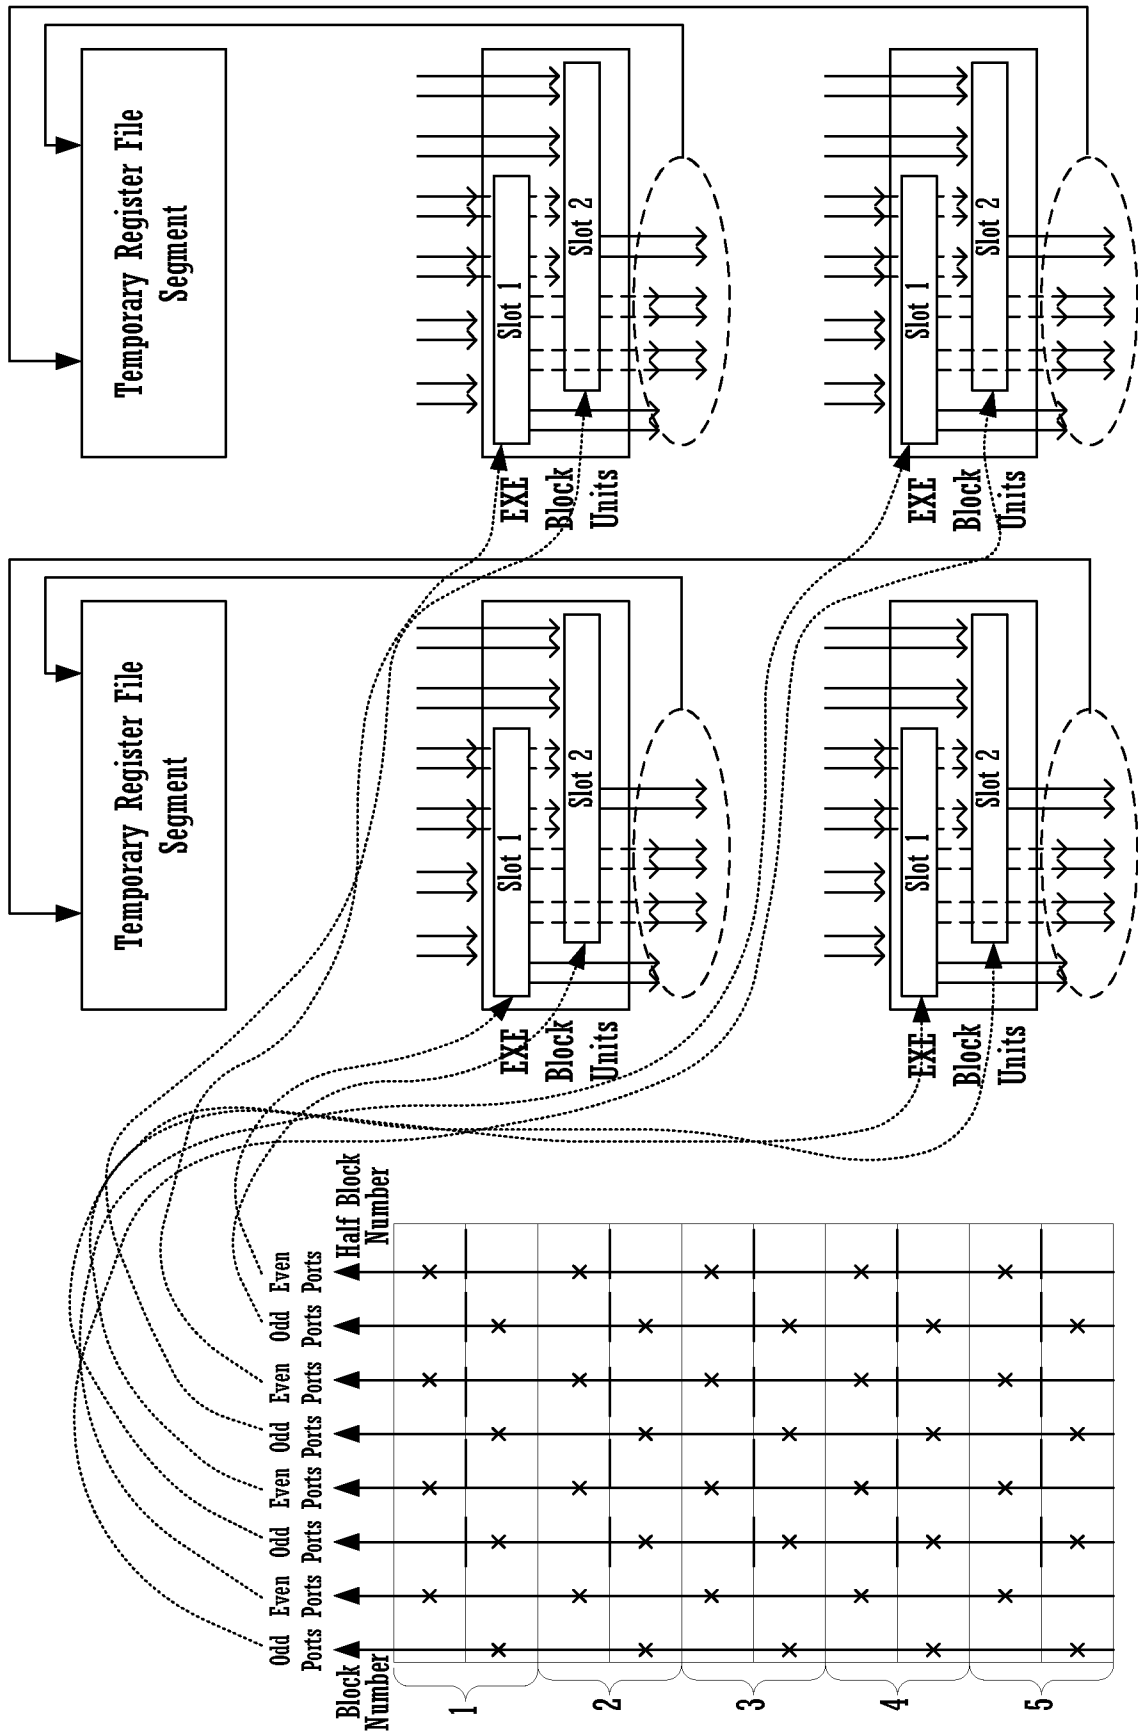 Block
Number
1
2
3
4
5
Odd
Ports
Even
Ports
Odd
Ports
Even
Ports
Odd
Ports
Even
Ports
Odd
Ports
Even
Ports
Half Block
Number
Temporary Register File
Segment
EXE
Block
Units
Slot 1
Slot 2
EXE
Block
Units
Slot 1
Slot 2
Temporary Register File
Segment
EXE
Block
Units
Slot 1
Slot 2
EXE
Block
Units
Slot 1
Slot 2